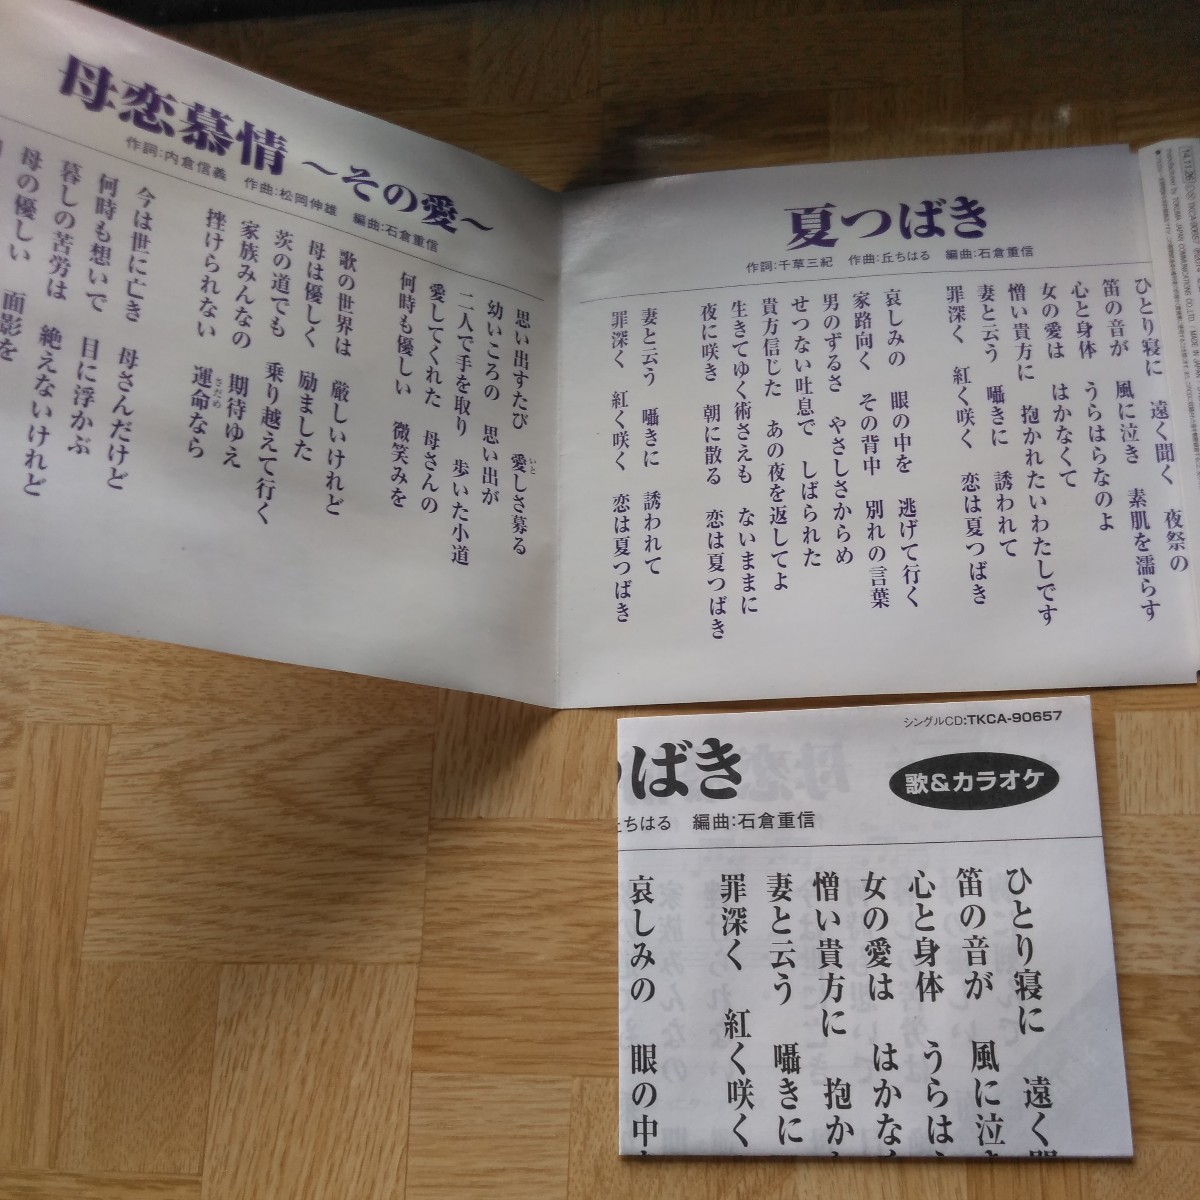 母恋慕情 ～その愛～
作詞:内倉信義 作曲:松岡伸雄 編曲:石倉重信
今は世に亡き 母さんだけど
何時も想いで 目に浮かぶ
暮しの苦労は 絶えないけれど
母の優しい 面影を
歌の世界は 厳しいけれど
母は優しく 励ました
茨の道でも 乗り越えて行く
家族みんなの 期待ゆえ
挫けられない 運命なら
さだめ
思い出すたび 愛しさ募る
いと
幼いころの 思い出が
二人で手を取り 歩いた小道
愛してくれた 母さんの
何時も優しい 微笑みを
夏つばき
作詞:千草三紀 作曲:丘ちはる 編曲:石倉重信
ひとり寝に 遠く聞く 夜祭の
笛の音が 風に泣き 素肌を濡らす
心と身体 うらはらなのよ
女の愛は はかなくて
憎い貴方に 抱かれたいわたしです
妻と云う 囁きに 誘われて
罪深く 紅く咲く 恋は夏つばき
哀しみの 眼の中を 逃げて行く
家路向く その背中 別れの言葉
男のずるさ やさしさからめ
せつない吐息で しばられた
貴方信じた あの夜を返してよ
生きてゆく術さえも ないままに
夜に咲き 朝に散る 恋は夏つばき
妻と云う 囁きに 誘われて
罪深く 紅く咲く 恋は夏つばき
シングルCD:TKCA-90657
ばき
歌&カラオケ
ちはる 編曲:石倉重信
ひとり寝に 遠く
笛の音が 風に泣
心と身体 うらは
女の愛は はかな
憎い貴方に 抱か
妻と云う 囁きに
罪深く 紅く咲く
哀しみの 眼の中